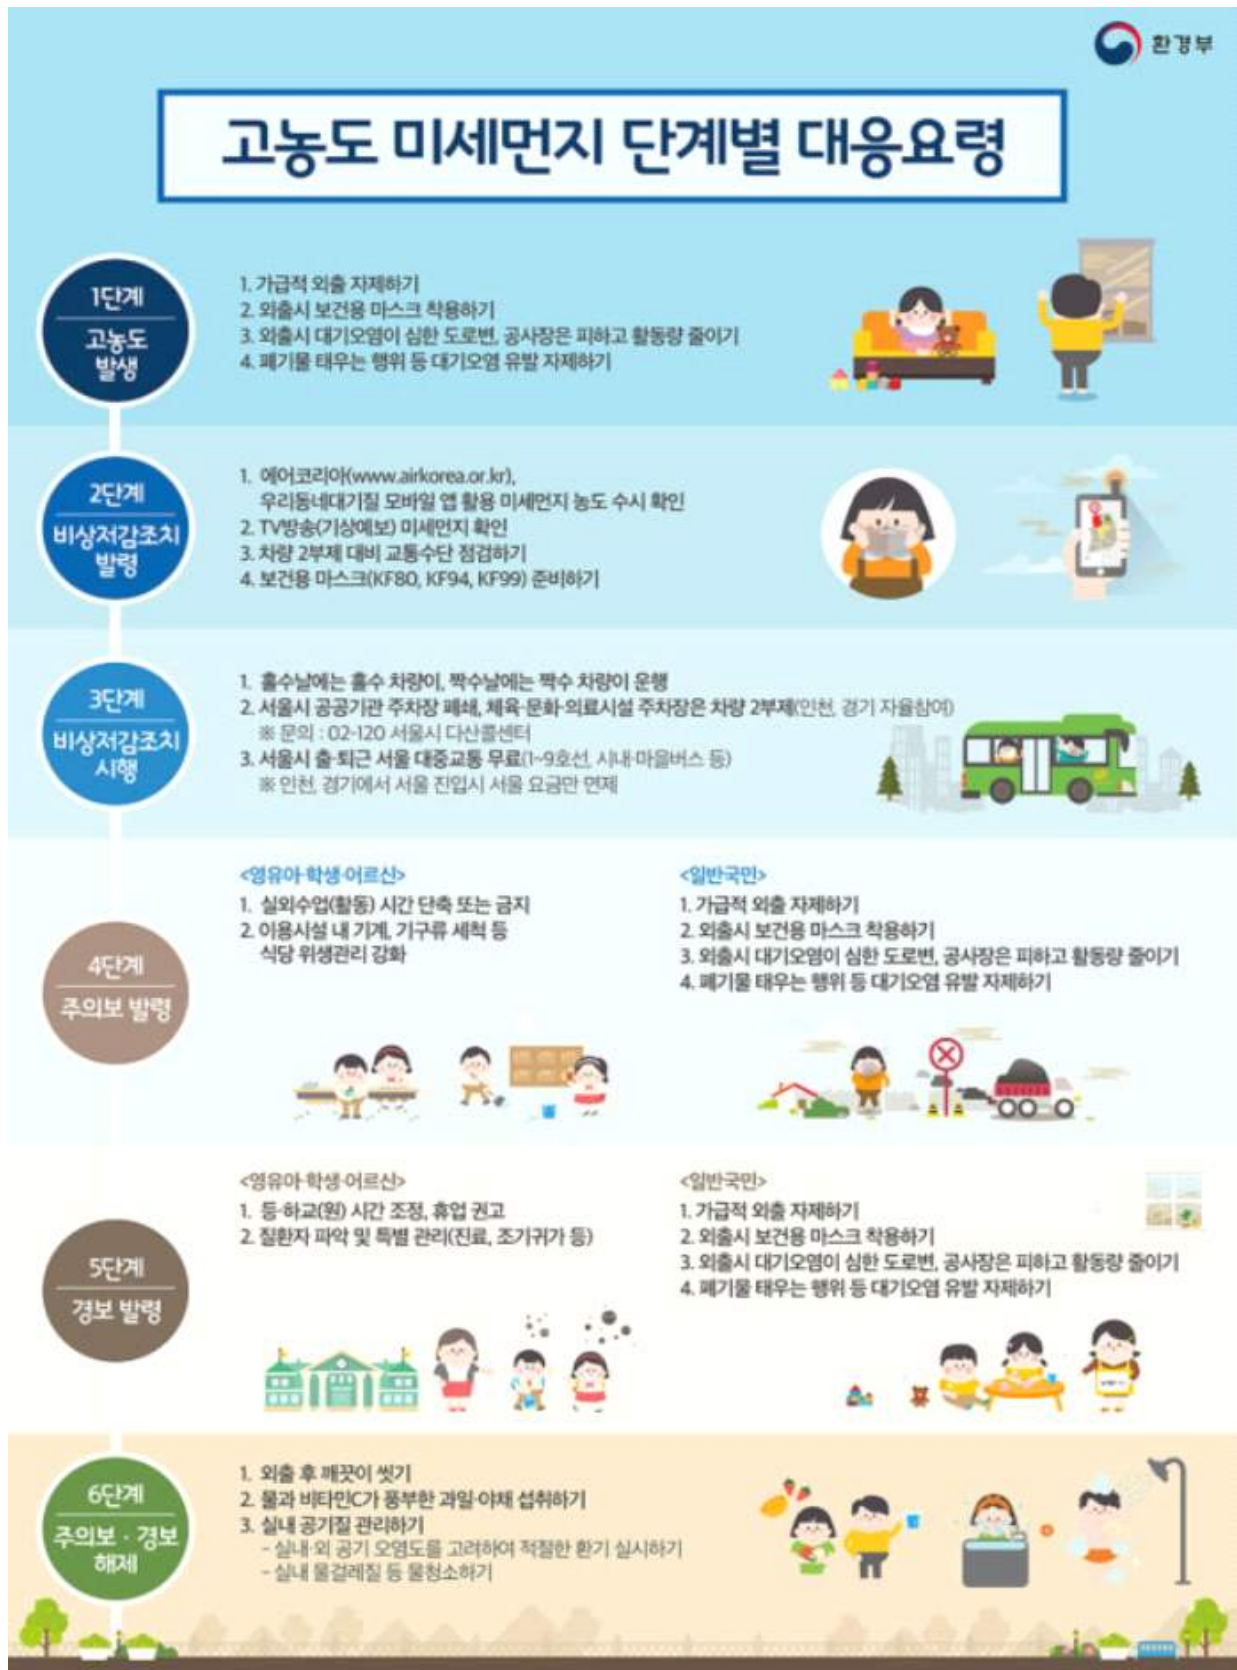 환경부
고농도 미세먼지 단계별 대응요령
1단계
고농도
발생
1. 가급적 외출 자제하기
2. 외출시 보건용 마스크 착용하기
3. 외출시 대기오염이 심한 도로변, 공사장은 피하고 활동량 줄이기
4. 폐기물 태우는 행위 등 대기오염 유발 자제하기
2단계
비상저감조치
발령
1. 에어코리아(www.airkorea.or.kr),
우리동네대기질 모바일 앱 활용 미세먼지 농도 수시 확인
2. TV방송(기상예보) 미세먼지 확인
3. 차량 2부제 대비 교통수단 점검하기
4. 보건용 마스크(KF80, KF94, KF99) 준비하기
3단계
비상저감조치
시행
1. 홀수날에는 홀수 차량이, 짝수날에는 짝수 차량이 운행
2. 서울시 공공기관 주차장 폐쇄, 체육·문화·의료시설 주차장은 차량 2부제(인천, 경기 자율참여)
※ 문의 : 02-120 서울시 다산콜센터
3. 서울시 출·퇴근 서울 대중교통 무료(1~9호선, 시내·마을버스 등)
※ 인천, 경기에서 서울 진입시 서울 요금만 면제
4단계
주의보 발령
<영유아·학생·어르신>
1. 실외수업(활동) 시간 단축 또는 금지
2. 이용시설 내 기계, 기구류 세척 등
식당 위생관리 강화
<일반국민>
1. 가급적 외출 자제하기
2. 외출시 보건용 마스크 착용하기
3. 외출시 대기오염이 심한 도로변, 공사장은 피하고 활동량 줄이기
4. 폐기물 태우는 행위 등 대기오염 유발 자제하기
5단계
경보 발령
<영유아·학생·어르신>
1. 등·하교(원) 시간 조정, 휴업 권고
2. 질환자 파악 및 특별 관리(진료, 조기귀가 등)
<일반국민>
1. 가급적 외출 자제하기
2. 외출시 보건용 마스크 착용하기
3. 외출시 대기오염이 심한 도로변, 공사장은 피하고 활동량 줄이기
4. 폐기물 태우는 행위 등 대기오염 유발 자제하기
6단계
주의보 · 경보
해제
1. 외출 후 깨끗이 씻기
2. 물과 비타민C가 풍부한 과일·야채 섭취하기
3. 실내 공기질 관리하기
- 실내·외 공기 오염도를 고려하여 적절한 환기 실시하기
- 실내 물걸레질 등 물청소하기